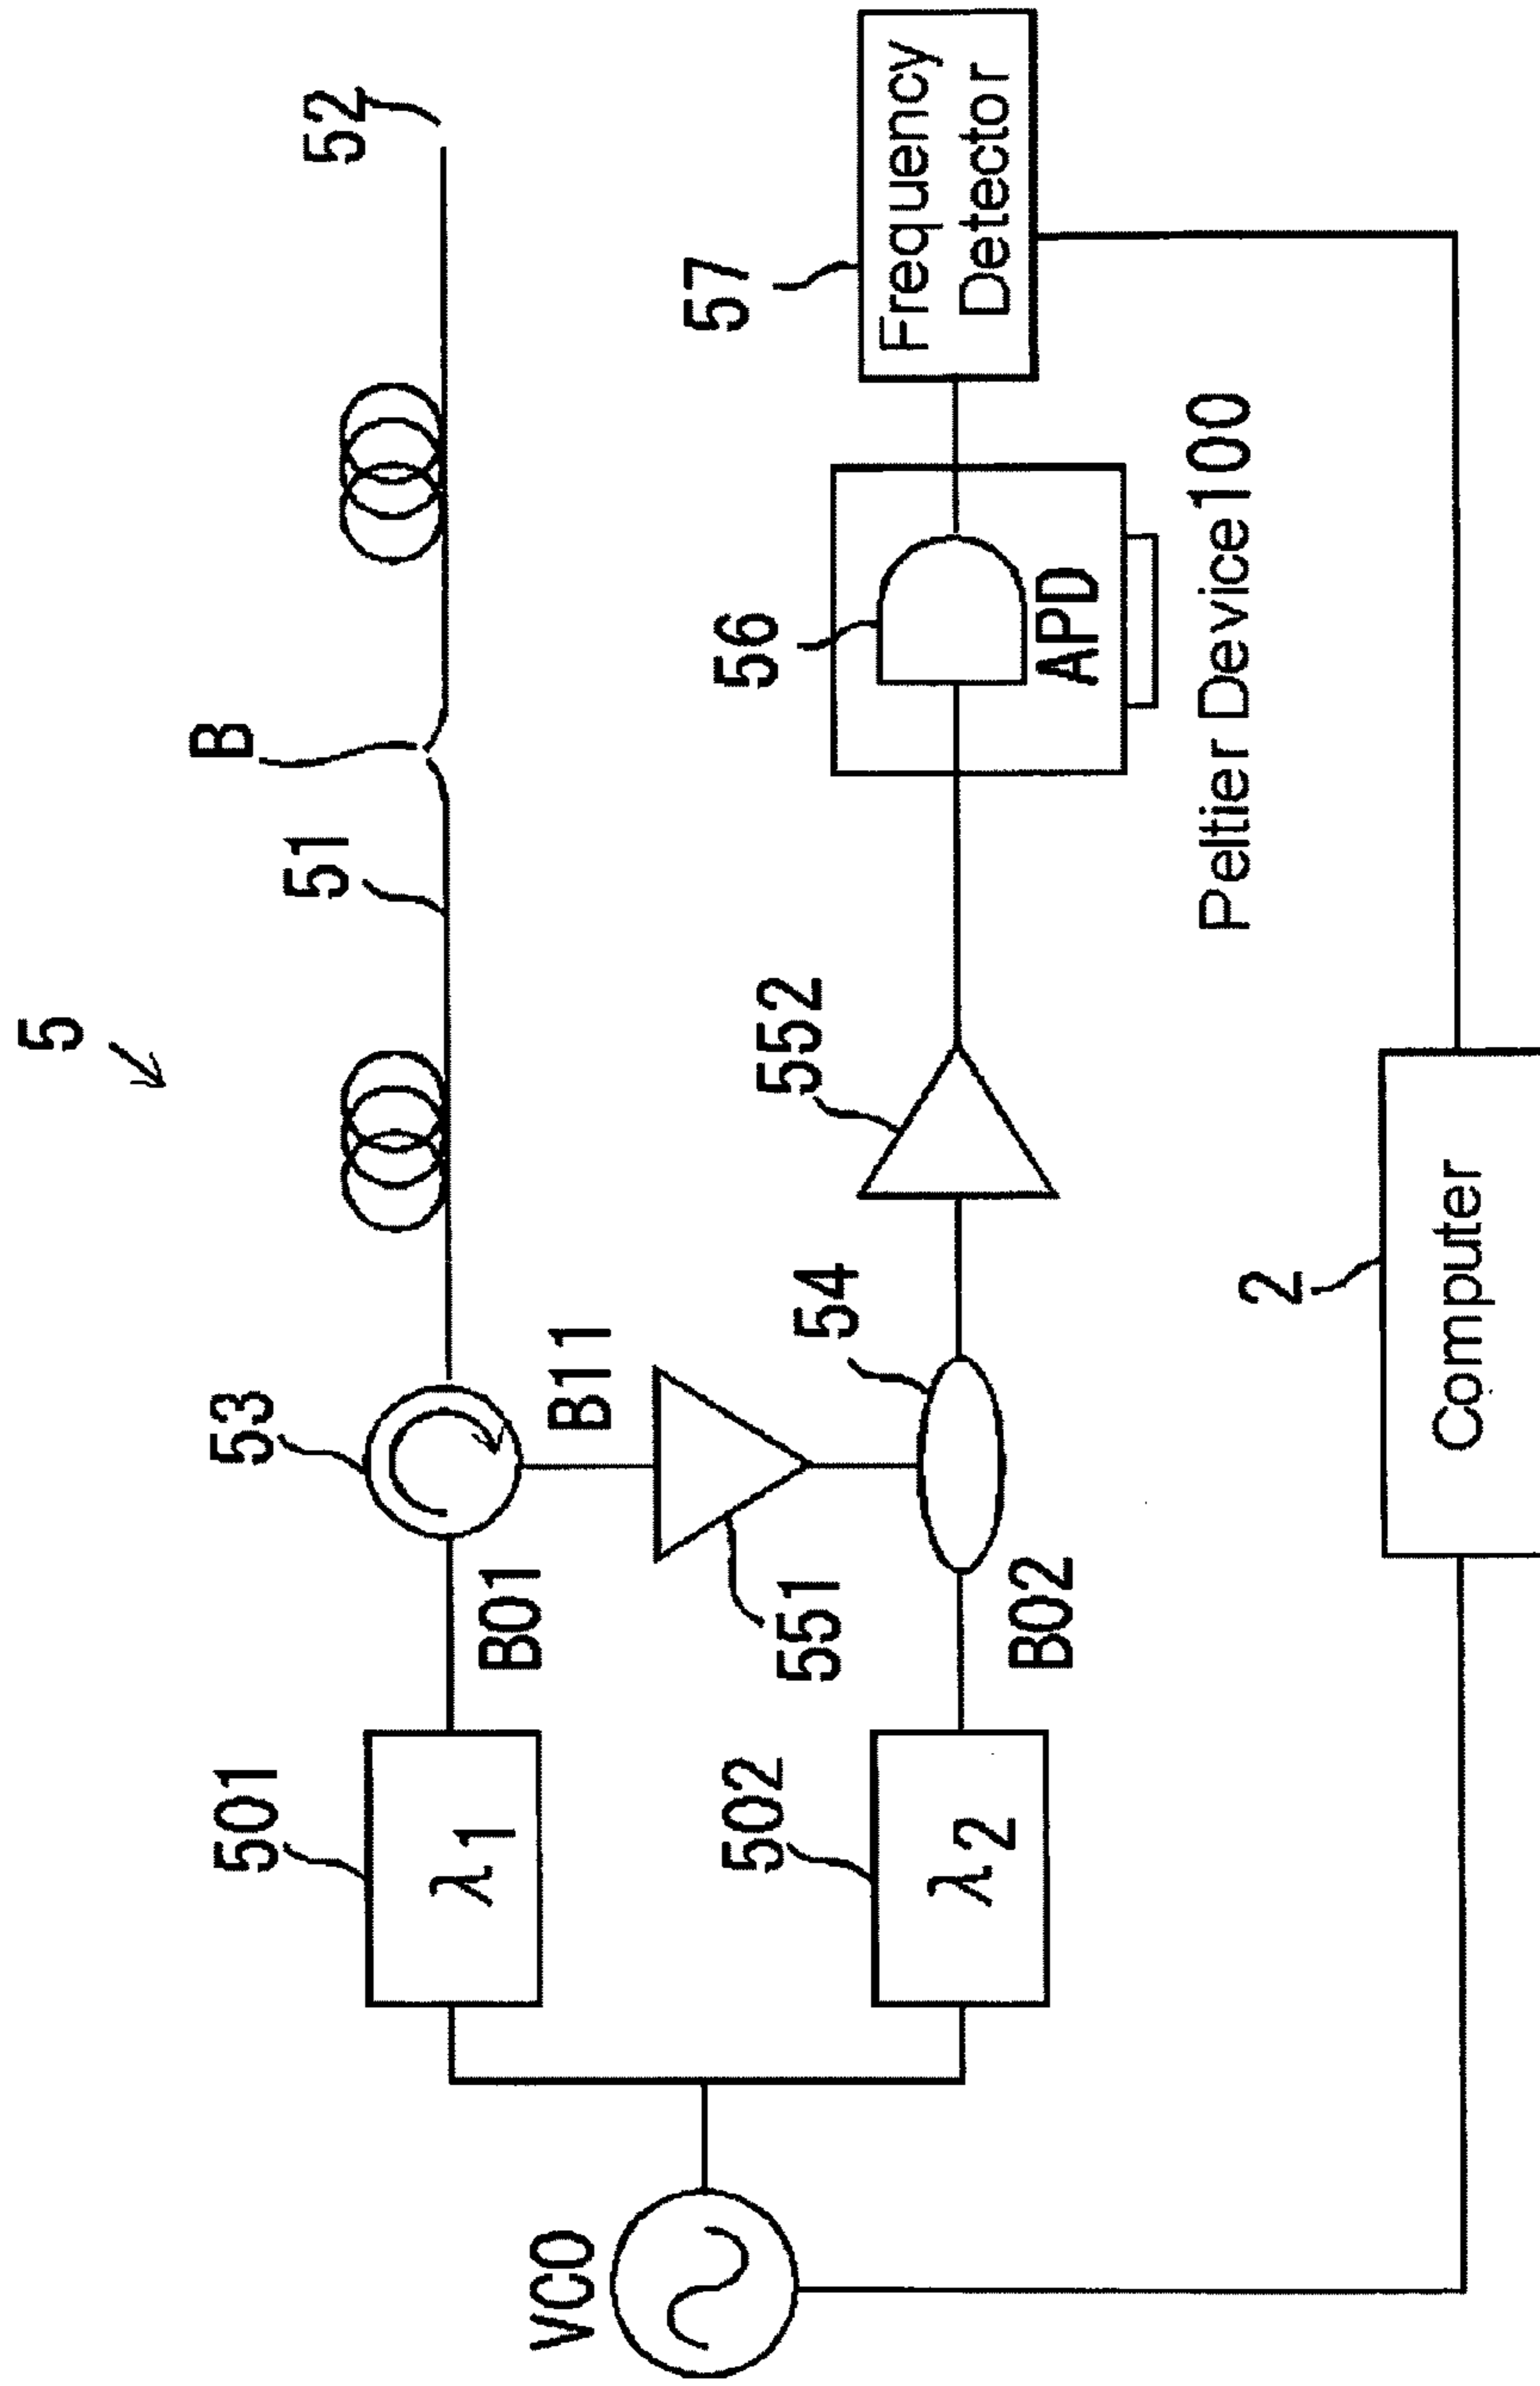 5
B
52
51
53
501
λ1
B01
B11
551
57
Frequency
Detector
56
APD
552
54
502
λ2
B02
VCO
Peltier Device100
2
Computer